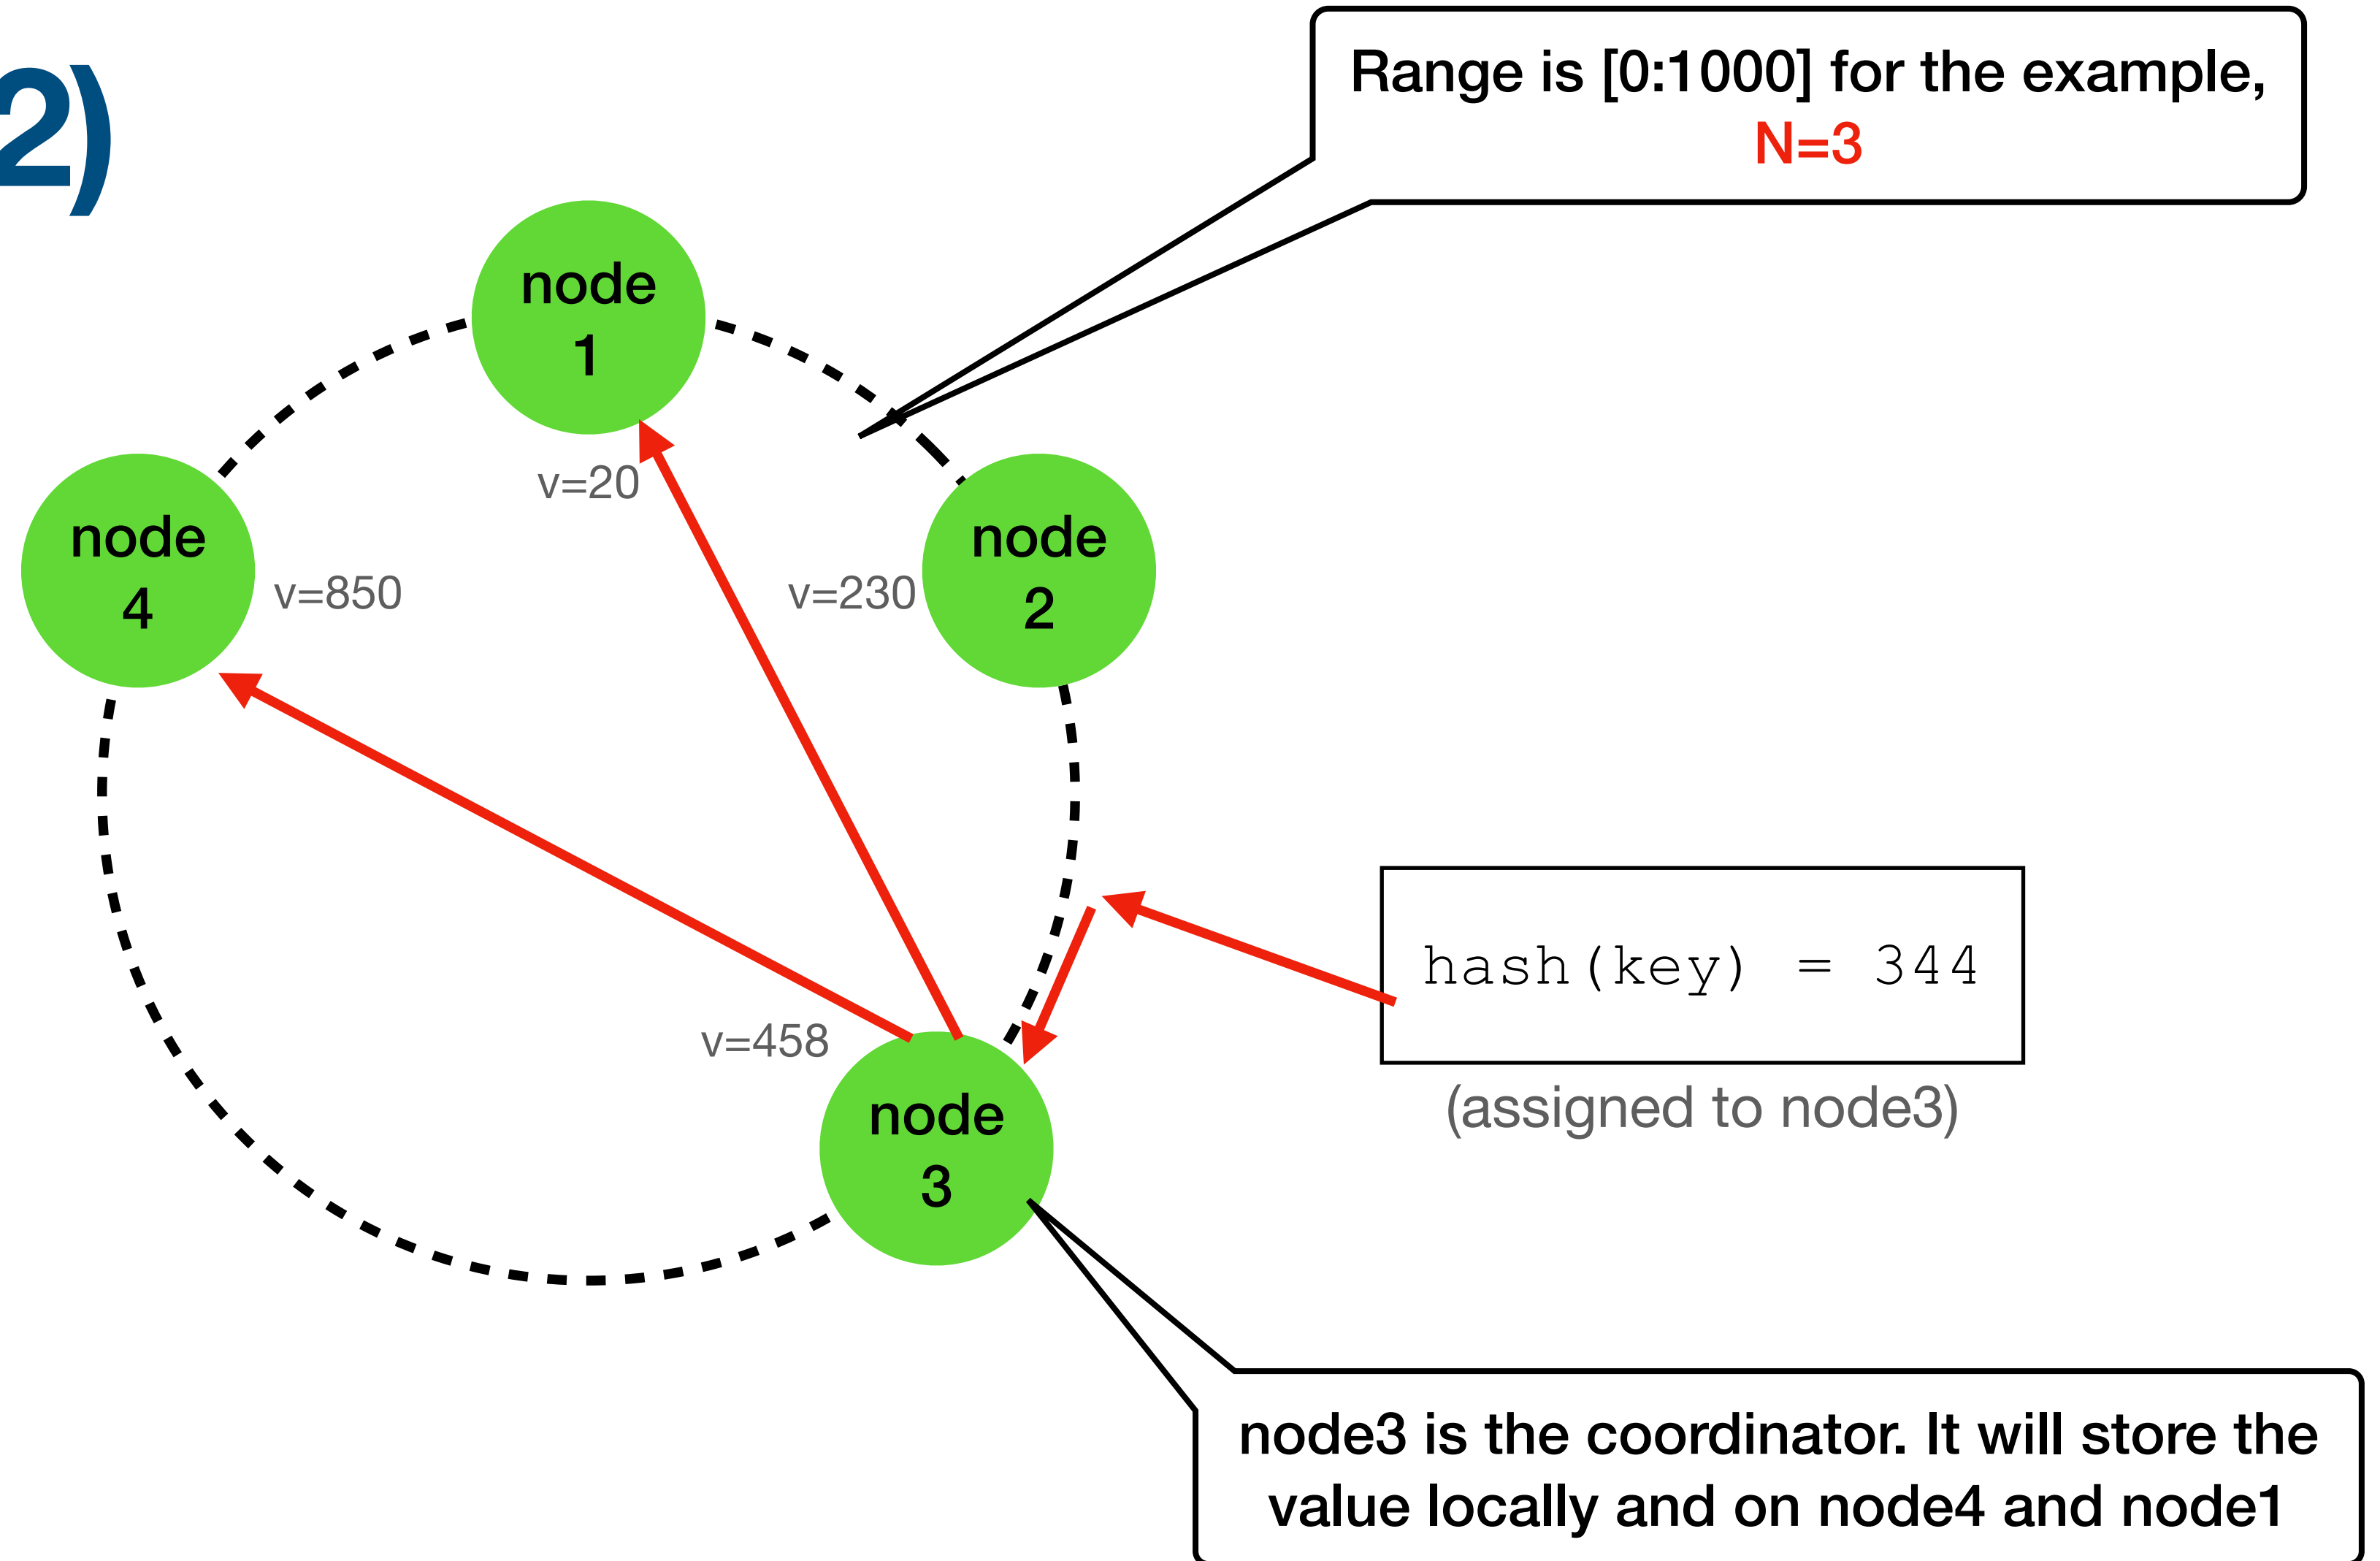 2)
Range is [0:1000] for the example,
N=3
node
1
v=20
node
4
v=850
v=230
node
2
hash(key) = 344
(assigned to node3)
v=458
node
3
node3 is the coordinator. It will store the
value locally and on node4 and node1